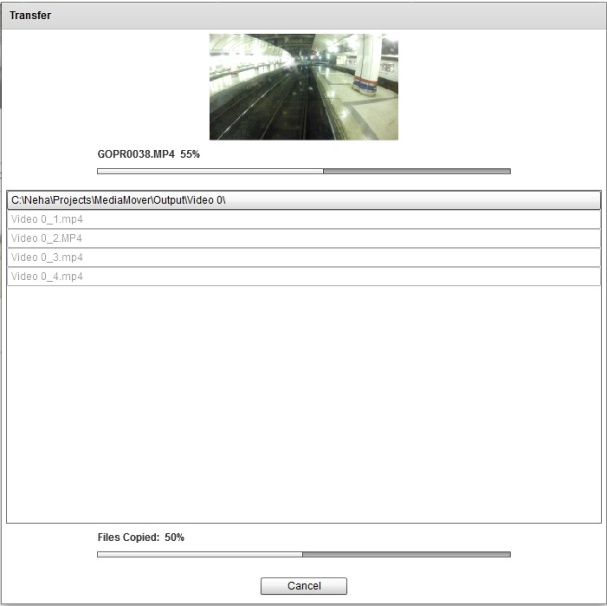 Transfer
GOPR0038.MP4 55%
C:\Neha\Projects\MediaMover\Output\Video 0\
Video 0_1.mp4
Video 0_2.MP4
Video 0_3.mp4
Video 0_4.mp4
Files Copied: 50%
Cancel